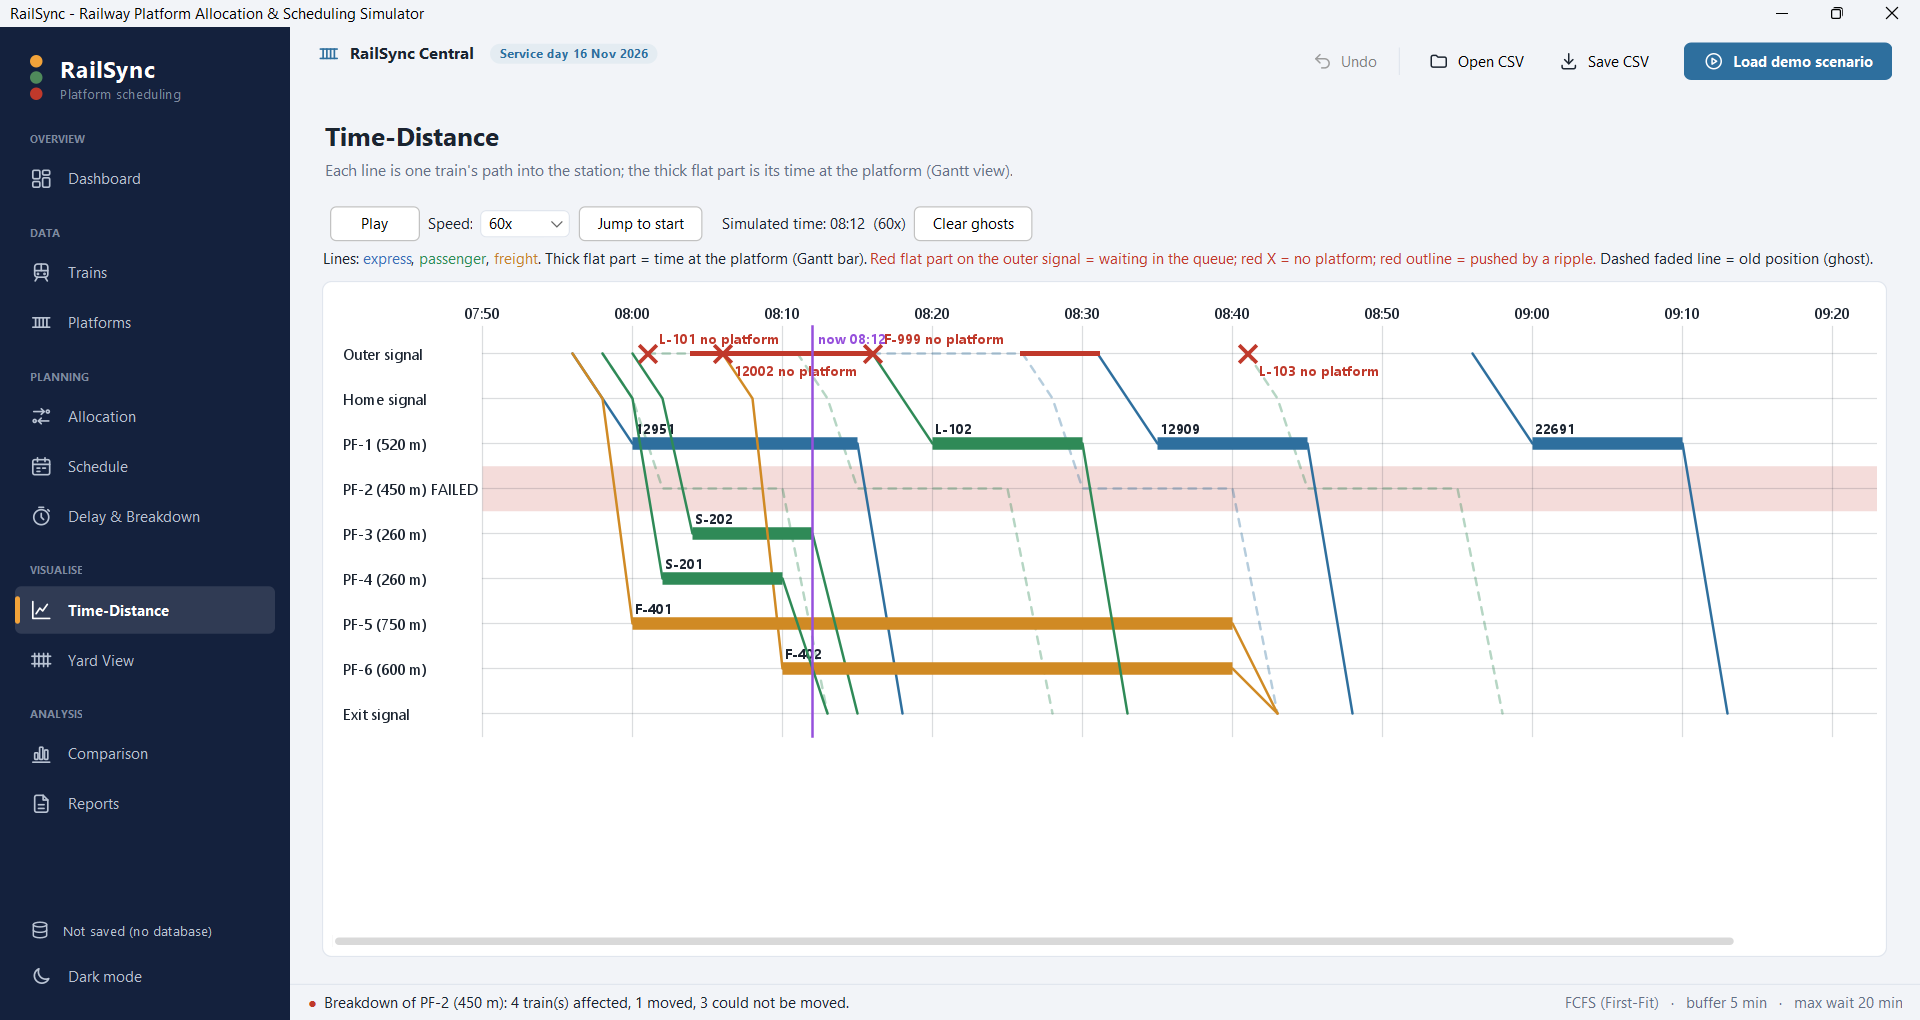 RailSync - Railway Platform Allocation & Scheduling Simulator
RailSync
Platform scheduling
OVERVIEW
Dashboard
DATA
Trains
Platforms
PLANNING
Allocation
Schedule
Delay & Breakdown
VISUALISE
Time-Distance
Yard View
ANALYSIS
Comparison
Reports
Not saved (no database)
Dark mode
RailSync Central
Service day 16 Nov 2026
Undo
Open CSV
Save CSV
Load demo scenario
Time-Distance
Each line is one train's path into the station; the thick flat part is its time at the platform (Gantt view).
Play
Speed:
60x
Jump to start
Simulated time: 08:12 (60x)
Clear ghosts
Lines: express, passenger, freight. Thick flat part = time at the platform (Gantt bar). Red flat part on the outer signal = waiting in the queue; red X = no platform; red outline = pushed by a ripple. Dashed faded line = old position (ghost).
07:50 08:00 08:10 08:20 08:30 08:40 08:50 09:00 09:10 09:20
L-101 no platform
now 08:12
F-999 no platform
Outer signal
12002 no platform
L-103 no platform
Home signal
12951
L-102
12909
22691
PF-1 (520 m)
PF-2 (450 m) FAILED
S-202
PF-3 (260 m)
S-201
PF-4 (260 m)
F-401
PF-5 (750 m)
F-402
PF-6 (600 m)
Exit signal
Breakdown of PF-2 (450 m): 4 train(s) affected, 1 moved, 3 could not be moved.
FCFS (First-Fit) · buffer 5 min · max wait 20 min